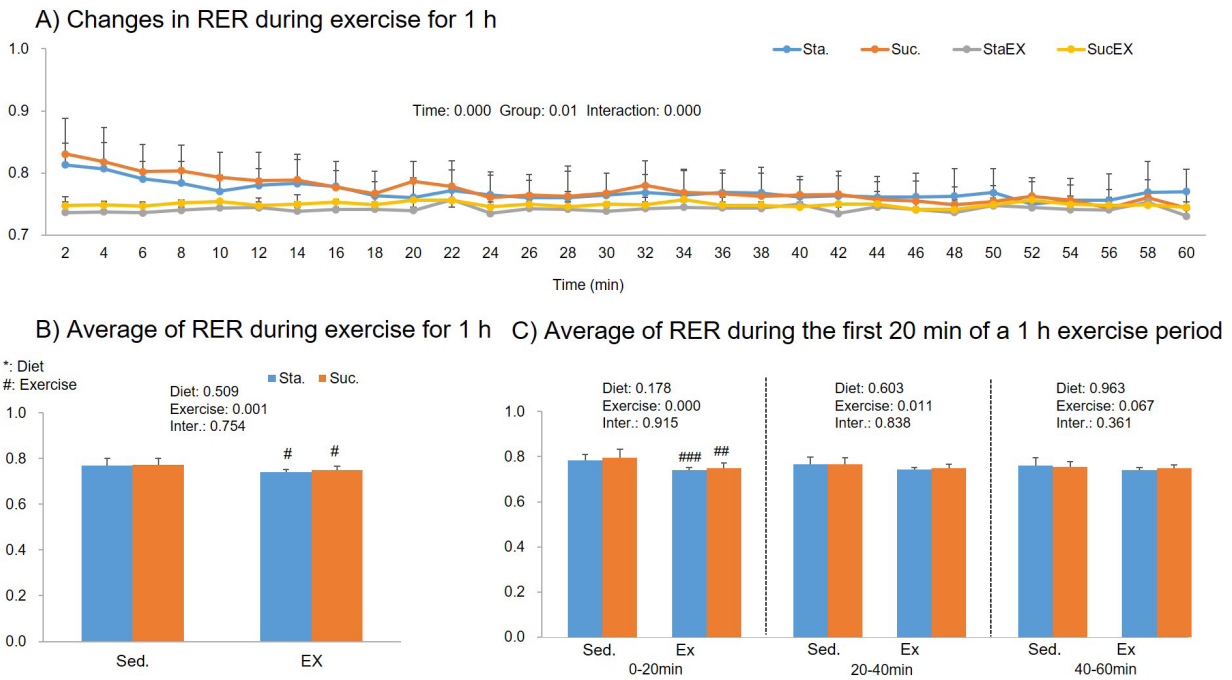 A) Changes in RER during exercise for 1 h
1.0
Sta. Suc. StaEX SucEX
0.9
Time: 0.000 Group: 0.01 Interaction: 0.000
0.8
0.7
2 4 6 8 10 12 14 16 18 20 22 24 26 28 30 32 34 36 38 40 42 44 46 48 50 52 54 56 58 60
Time (min)
B) Average of RER during exercise for 1 h
*: Diet
#: Exercise
Sta. Suc.
Diet: 0.509
Exercise: 0.001
Inter.: 0.754
1.0
0.8
0.6
0.4
0.2
0.0
# #
Sed. EX
C) Average of RER during the first 20 min of a 1 h exercise period
Diet: 0.178
Exercise: 0.000
Inter.: 0.915
Diet: 0.603
Exercise: 0.011
Inter.: 0.838
Diet: 0.963
Exercise: 0.067
Inter.: 0.361
1.0
0.8
0.6
0.4
0.2
0.0
### ##
Sed. Ex Sed. Ex Sed. Ex
0-20min 20-40min 40-60min